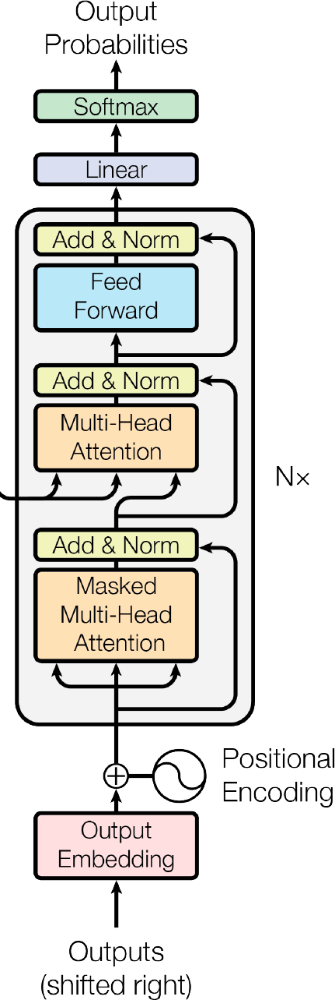 Output
Probabilities
Softmax
Linear
Add & Norm
Feed
Forward
Add & Norm
Multi-Head
Attention
N×
Add & Norm
Masked
Multi-Head
Attention
Positional
Encoding
Output
Embedding
Outputs
(shifted right)